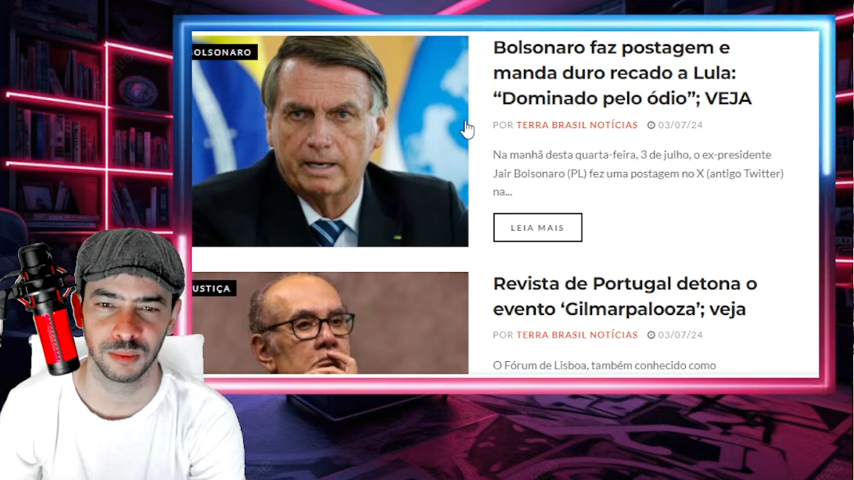 OLSONARO
Bolsonaro faz postagem e
manda duro recado a Lula:
“Dominado pelo ódio”; VEJA
POR TERRA BRASIL NOTÍCIAS 03/07/24
Na manhã desta quarta-feira, 3 de julho, o ex-presidente
Jair Bolsonaro (PL) fez uma postagem no X (antigo Twitter)
na...
LEIA MAIS
USTIÇA
Revista de Portugal detona o
evento ‘Gilmarpalooza’; veja
POR TERRA BRASIL NOTÍCIAS 03/07/24
O Fórum de Lisboa, também conhecido como